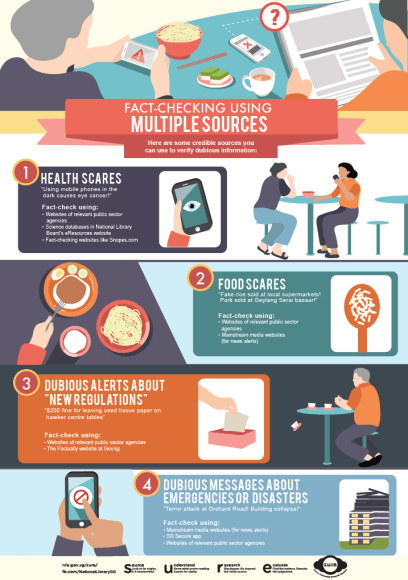 ?
FACT-CHECKING USING
MULTIPLE SOURCES
Here are some credible sources you
can use to verify dubious information:
1
HEALTH SCARES
"Using mobile phones in the
dark causes eye cancer!"
Fact-check using:
• Websites of relevant public sector
agencies
• Science databases in National Library
Board's eResources website
• Fact-checking websites like Snopes.com
2
FOOD SCARES
"Fake rice sold at local supermarkets!
Pork sold at Geylang Serai bazaar!"
Fact-check using:
• Websites of relevant public sector
agencies
• Mainstream media websites
(for news alerts)
3
DUBIOUS ALERTS ABOUT
"NEW REGULATIONS"
"$200 fine for leaving used tissue paper on
hawker centre tables"
Fact-check using:
• Websites of relevant public sector agencies
• The Factually website at Gov.sg
4
DUBIOUS MESSAGES ABOUT
EMERGENCIES OR DISASTERS
"Terror attack at Orchard Road! Building collapse!"
Fact-check using:
• Mainstream media websites (for news alerts)
• SG Secure app
• Websites of relevant public sector agencies
nlb.gov.sg/sure/
fb.com/NationalLibrarySG
Source
Understand
Research
Evaluate
S.U.R.E